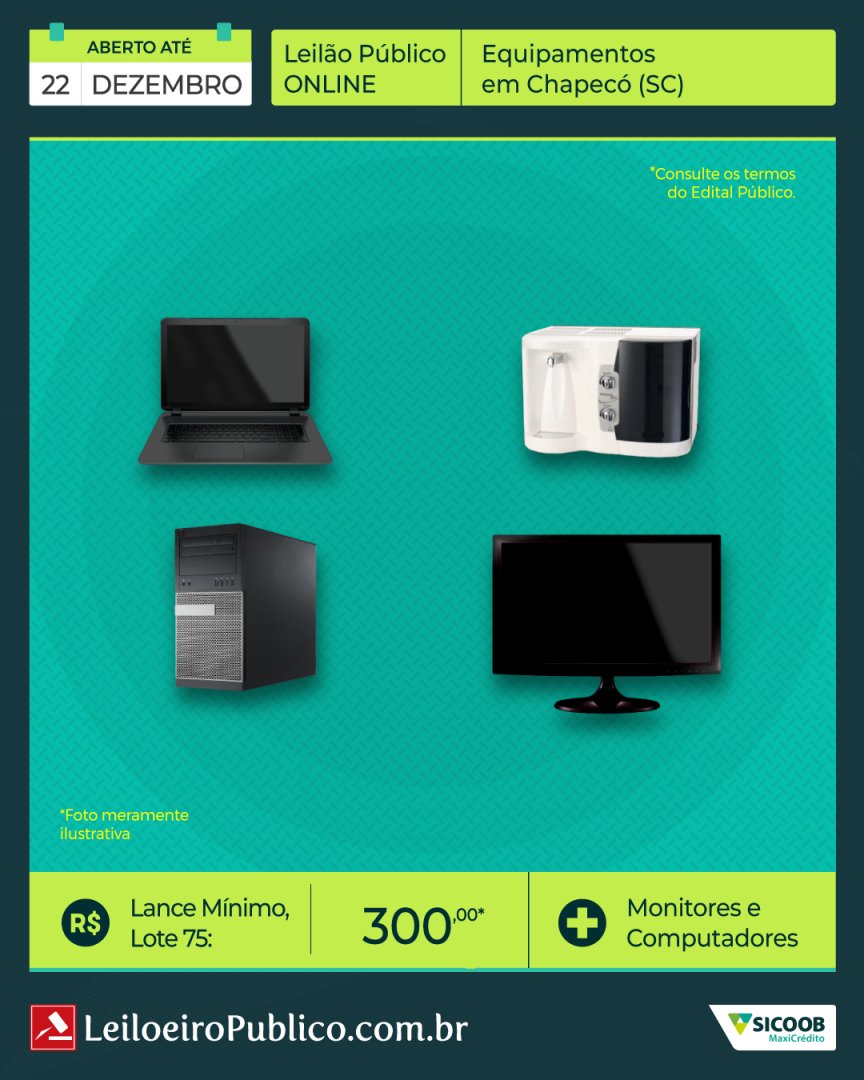 ABERTO ATÉ
22 DEZEMBRO
Leilão Público
ONLINE
Equipamentos
em Chapecó (SC)
*Consulte os termos
do Edital Público.
*Foto meramente
ilustrativa
R$
Lance Mínimo,
Lote 75:
300,00*
Monitores e
Computadores
LeiloeiroPublico.com.br
SICOOB
MaxiCrédito